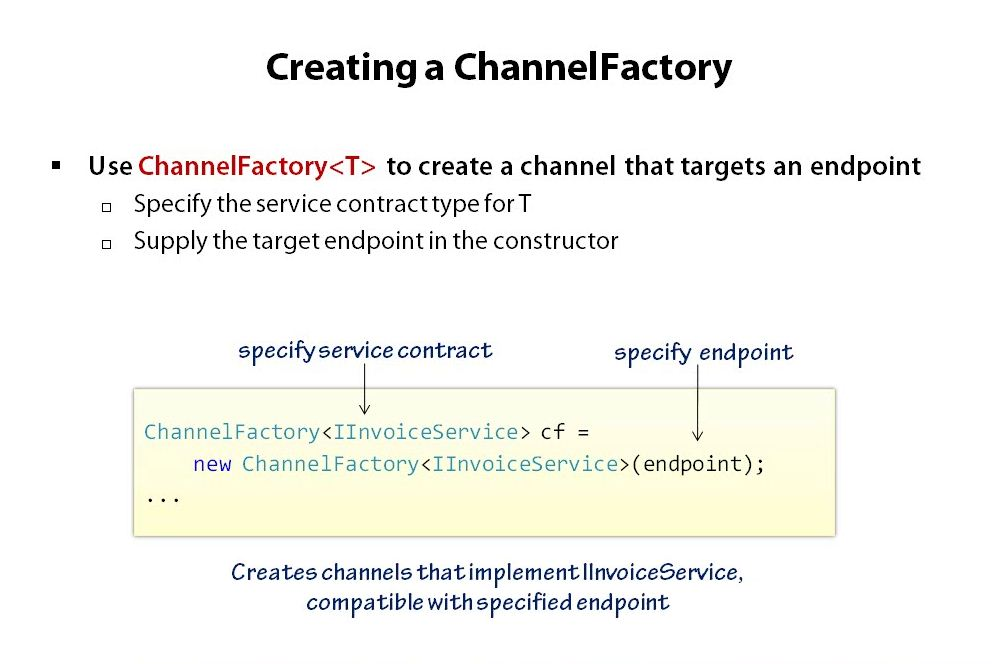 Creating a ChannelFactory
Use ChannelFactory<T> to create a channel that targets an endpoint
Specify the service contract type for T
Supply the target endpoint in the constructor
specify service contract
specify endpoint
ChannelFactory<IInvoiceService> cf =
new ChannelFactory<IInvoiceService>(endpoint);
...
Creates channels that implement IInvoiceService,
compatible with specified endpoint